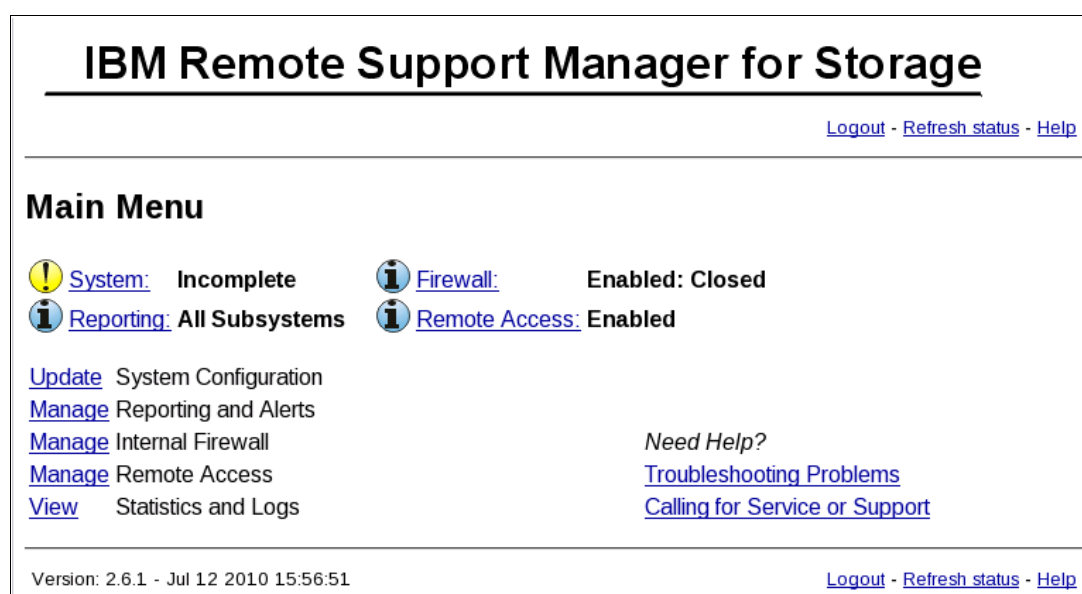 IBM Remote Support Manager for Storage
Logout - Refresh status - Help
Main Menu
System: Incomplete Firewall: Enabled: Closed
Reporting: All Subsystems Remote Access: Enabled
Update System Configuration
Manage Reporting and Alerts
Manage Internal Firewall Need Help?
Manage Remote Access Troubleshooting Problems
View Statistics and Logs Calling for Service or Support
Version: 2.6.1 - Jul 12 2010 15:56:51 Logout - Refresh status - Help